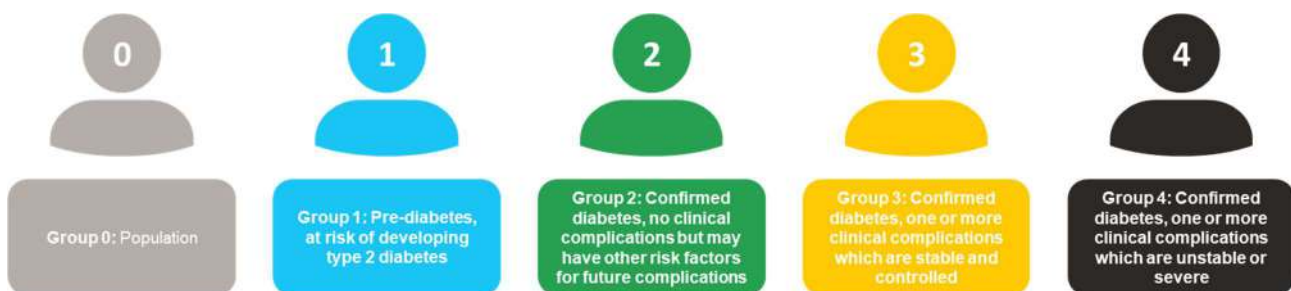 0
1
2
3
4
Group 0: Population
Group 1: Pre-diabetes,
at risk of developing
type 2 diabetes
Group 2: Confirmed
diabetes, no clinical
complications but may
have other risk factors
for future complications
Group 3: Confirmed
diabetes, one or more
clinical complications
which are stable and
controlled
Group 4: Confirmed
diabetes, one or more
clinical complications
which are unstable or
severe